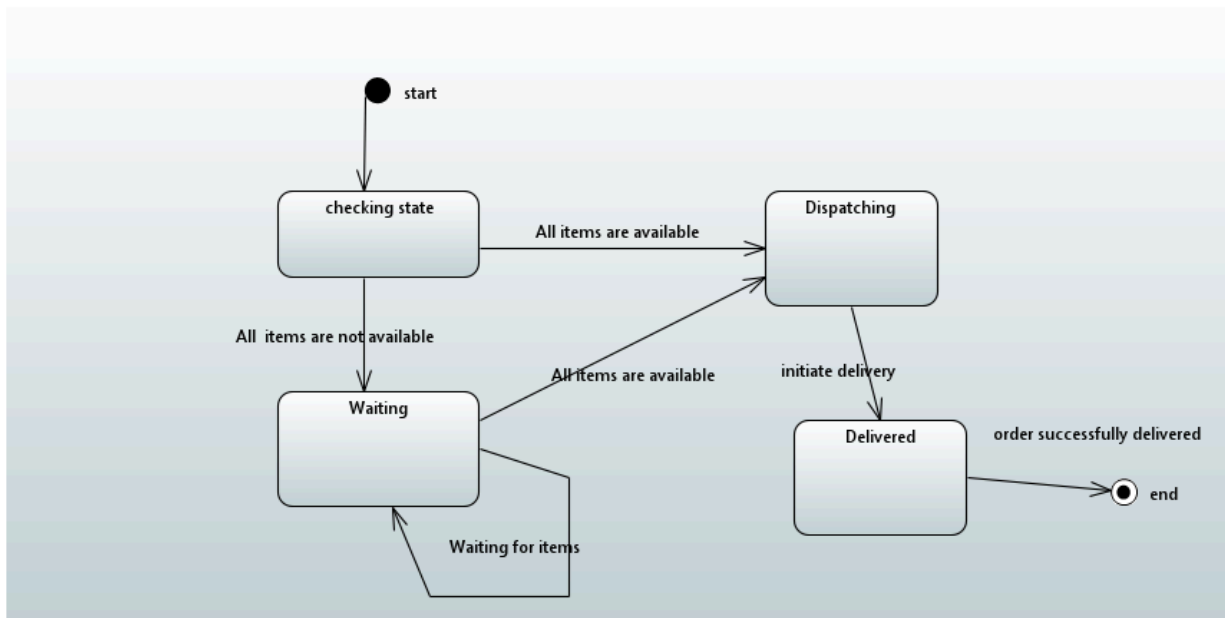 start
checking state
Dispatching
All items are available
All  items are not available
All items are available
initiate delivery
Waiting
Delivered
order successfully delivered
end
Waiting for items